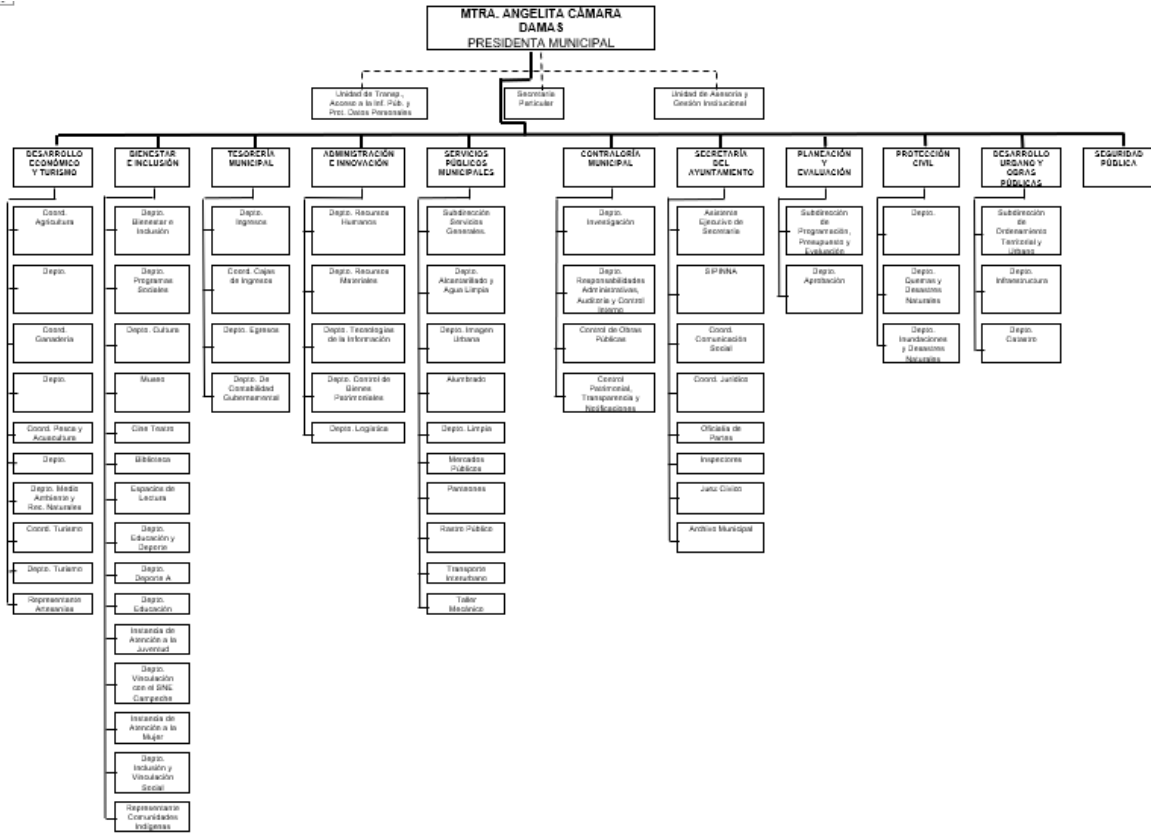 MTRA. ANGELITA CÁMARA
DAMAS
PRESIDENTA MUNICIPAL
Unidad de Transp.,
Acceso a la Inf. Púb. y
Prot. Datos Personales
Secretaría
Particular
Unidad de Asesoría y
Gestión Institucional
DESARROLLO
ECONÓMICO
Y TURISMO
BIENESTAR
E INCLUSIÓN
TESORERÍA
MUNICIPAL
ADMINISTRACIÓN
E INNOVACIÓN
SERVICIOS
PÚBLICOS
MUNICIPALES
CONTRALORÍA
MUNICIPAL
SECRETARÍA
DEL
AYUNTAMIENTO
PLANEACIÓN
Y
EVALUACIÓN
PROTECCIÓN
CIVIL
DESARROLLO
URBANO Y
OBRAS
PÚBLICAS
SEGURIDAD
PÚBLICA
Coord.
Agricultura
Depto.
Coord.
Ganadería
Depto.
Coord. Pesca y
Acuacultura
Depto.
Depto. Medio
Ambiente y
Rec. Naturales
Coord. Turismo
Depto. Turismo
Representante
Artesanías
Depto.
Bienestar e
Inclusión
Depto.
Programas
Sociales
Depto. Cultura
Museo
Cine Teatro
Biblioteca
Espacios de
Lectura
Depto.
Educación y
Deporte
Depto.
Deporte A
Depto.
Educación
Instancia de
Atención a la
Juventud
Depto.
Vinculación
con el SNE
Campeche
Instancia de
Atención a la
Mujer
Depto.
Inclusión y
Vinculación
Social
Representante
Comunidades
Indígenas
Depto.
Ingresos
Coord. Cajas
de Ingresos
Depto. Egresos
Depto. De
Contabilidad
Gubernamental
Depto. Recursos
Humanos
Depto. Recursos
Materiales
Depto. Tecnologías
de la Información
Depto. Control de
Bienes
Patrimoniales
Depto. Logística
Subdirección
Servicios
Generales.
Depto.
Alcantarillado y
Agua Limpia
Depto. Imagen
Urbana
Alumbrado
Depto. Limpia
Mercados
Públicos
Panteones
Rastro Público
Transporte
Interurbano
Taller
Mecánico
Depto.
Investigación
Depto.
Responsabilidades
Administrativas,
Auditoría y Control
Interno
Control de Obras
Públicas
Control
Patrimonial,
Transparencia y
Notificaciones
Asistente
Ejecutivo de
Secretaría
SIPINNA
Coord.
Comunicación
Social
Coord. Jurídico
Oficialía de
Partes
Inspectores
Juez Cívico
Archivo Municipal
Subdirección
de
Programación,
Presupuesto y
Evaluación
Depto.
Aprobación
Depto.
Depto.
Quemas y
Desastres
Naturales
Depto.
Inundaciones
y Desastres
Naturales
Subdirección
de
Ordenamiento
Territorial y
Urbano
Depto.
Infraestructura
Depto.
Catastro